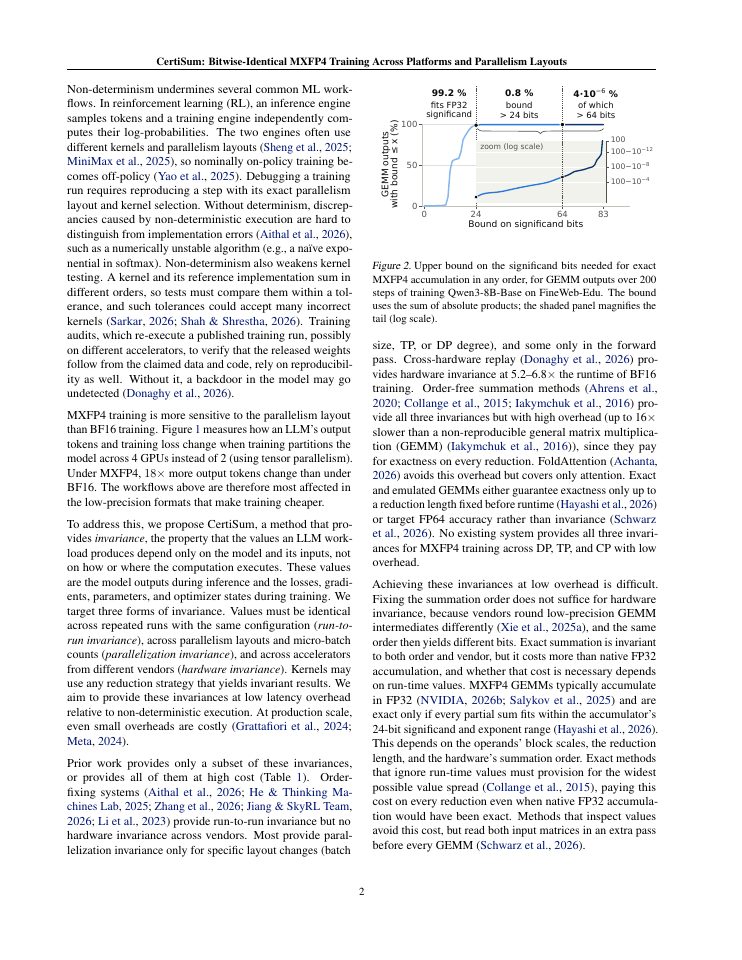 CertiSum: Bitwise-Identical MXFP4 Training Across Platforms and Parallelism Layouts
Non-determinism undermines several common ML work-
flows. In reinforcement learning (RL), an inference engine
samples tokens and a training engine independently com-
putes their log-probabilities. The two engines often use
different kernels and parallelism layouts (Sheng et al., 2025;
MiniMax et al., 2025), so nominally on-policy training be-
comes off-policy (Yao et al., 2025). Debugging a training
run requires reproducing a step with its exact parallelism
layout and kernel selection. Without determinism, discrep-
ancies caused by non-deterministic execution are hard to
distinguish from implementation errors (Aithal et al., 2026),
such as a numerically unstable algorithm (e.g., a naïve expo-
nential in softmax). Non-determinism also weakens kernel
testing. A kernel and its reference implementation sum in
different orders, so tests must compare them within a tol-
erance, and such tolerances could accept many incorrect
kernels (Sarkar, 2026; Shah & Shrestha, 2026). Training
audits, which re-execute a published training run, possibly
on different accelerators, to verify that the released weights
follow from the claimed data and code, rely on reproducibil-
ity as well. Without it, a backdoor in the model may go
undetected (Donaghy et al., 2026).
MXFP4 training is more sensitive to the parallelism layout
than BF16 training. Figure 1 measures how an LLM's output
tokens and training loss change when training partitions the
model across 4 GPUs instead of 2 (using tensor parallelism).
Under MXFP4, 18× more output tokens change than under
BF16. The workflows above are therefore most affected in
the low-precision formats that make training cheaper.
To address this, we propose CertiSum, a method that pro-
vides invariance, the property that the values an LLM work-
load produces depend only on the model and its inputs, not
on how or where the computation executes. These values
are the model outputs during inference and the losses, gradi-
ents, parameters, and optimizer states during training. We
target three forms of invariance. Values must be identical
across repeated runs with the same configuration (run-to-
run invariance), across parallelism layouts and micro-batch
counts (parallelization invariance), and across accelerators
from different vendors (hardware invariance). Kernels may
use any reduction strategy that yields invariant results. We
aim to provide these invariances at low latency overhead
relative to non-deterministic execution. At production scale,
even small overheads are costly (Grattafiori et al., 2024;
Meta, 2024).
Prior work provides only a subset of these invariances,
or provides all of them at high cost (Table 1). Order-
fixing systems (Aithal et al., 2026; He & Thinking Ma-
chines Lab, 2025; Zhang et al., 2026; Jiang & SkyRL Team,
2026; Li et al., 2023) provide run-to-run invariance but no
hardware invariance across vendors. Most provide paral-
lelization invariance only for specific layout changes (batch
99.2 %
fits FP32
significand
0.8 %
bound
> 24 bits
4·10⁻⁶ %
of which
> 64 bits
GEMM outputs
with bound ≤ x (%)
100
50
0
zoom (log scale)
100
100−10⁻¹²
100−10⁻⁸
100−10⁻⁴
0
24
64
83
Bound on significand bits
Figure 2. Upper bound on the significand bits needed for exact
MXFP4 accumulation in any order, for GEMM outputs over 200
steps of training Qwen3-8B-Base on FineWeb-Edu. The bound
uses the sum of absolute products; the shaded panel magnifies the
tail (log scale).
size, TP, or DP degree), and some only in the forward
pass. Cross-hardware replay (Donaghy et al., 2026) pro-
vides hardware invariance at 5.2–6.8× the runtime of BF16
training. Order-free summation methods (Ahrens et al.,
2020; Collange et al., 2015; Iakymchuk et al., 2016) pro-
vide all three invariances but with high overhead (up to 16×
slower than a non-reproducible general matrix multiplica-
tion (GEMM) (Iakymchuk et al., 2016)), since they pay
for exactness on every reduction. FoldAttention (Achanta,
2026) avoids this overhead but covers only attention. Exact
and emulated GEMMs either guarantee exactness only up to
a reduction length fixed before runtime (Hayashi et al., 2026)
or target FP64 accuracy rather than invariance (Schwarz
et al., 2026). No existing system provides all three invari-
ances for MXFP4 training across DP, TP, and CP with low
overhead.
Achieving these invariances at low overhead is difficult.
Fixing the summation order does not suffice for hardware
invariance, because vendors round low-precision GEMM
intermediates differently (Xie et al., 2025a), and the same
order then yields different bits. Exact summation is invariant
to both order and vendor, but it costs more than native FP32
accumulation, and whether that cost is necessary depends
on run-time values. MXFP4 GEMMs typically accumulate
in FP32 (NVIDIA, 2026b; Salykov et al., 2025) and are
exact only if every partial sum fits within the accumulator's
24-bit significand and exponent range (Hayashi et al., 2026).
This depends on the operands' block scales, the reduction
length, and the hardware's summation order. Exact methods
that ignore run-time values must provision for the widest
possible value spread (Collange et al., 2015), paying this
cost on every reduction even when native FP32 accumula-
tion would have been exact. Methods that inspect values
avoid this cost, but read both input matrices in an extra pass
before every GEMM (Schwarz et al., 2026).
2